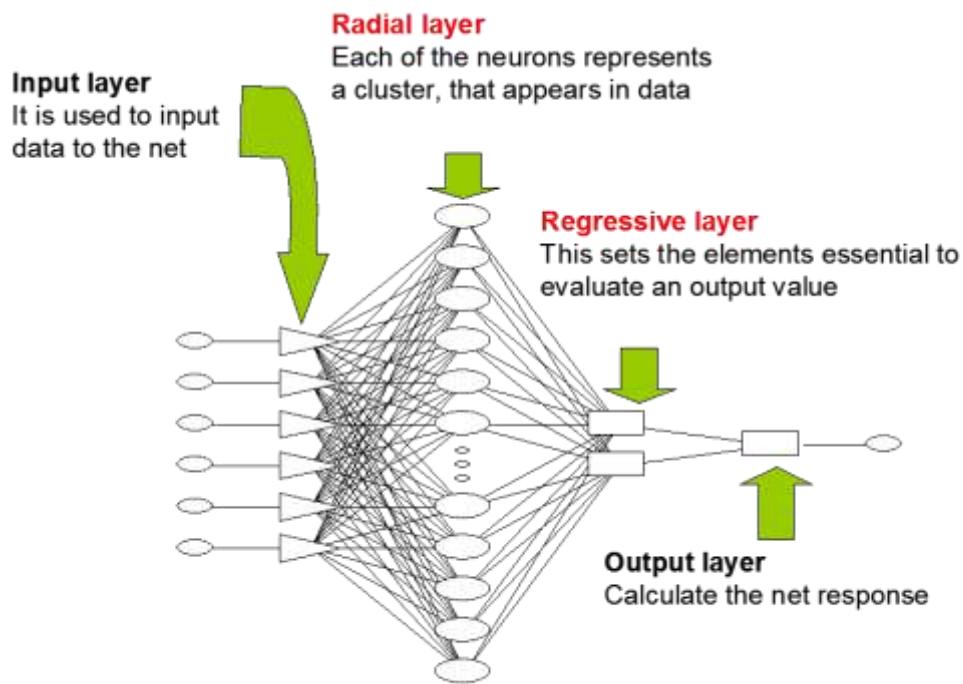 Radial layer
Each of the neurons represents
a cluster, that appears in data
Input layer
It is used to input
data to the net
Regressive layer
This sets the elements essential to
evaluate an output value
Output layer
Calculate the net response